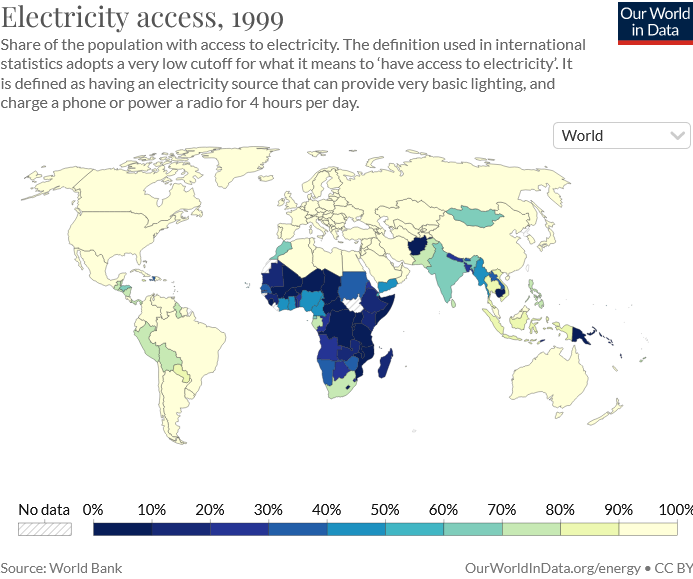 Electricity access, 1999
Our World
in Data
Share of the population with access to electricity. The definition used in international
statistics adopts a very low cutoff for what it means to ‘have access to electricity’. It
is defined as having an electricity source that can provide very basic lighting, and
charge a phone or power a radio for 4 hours per day.
World
No data 0% 10% 20% 30% 40% 50% 60% 70% 80% 90% 100%
Source: World Bank
OurWorldInData.org/energy • CC BY